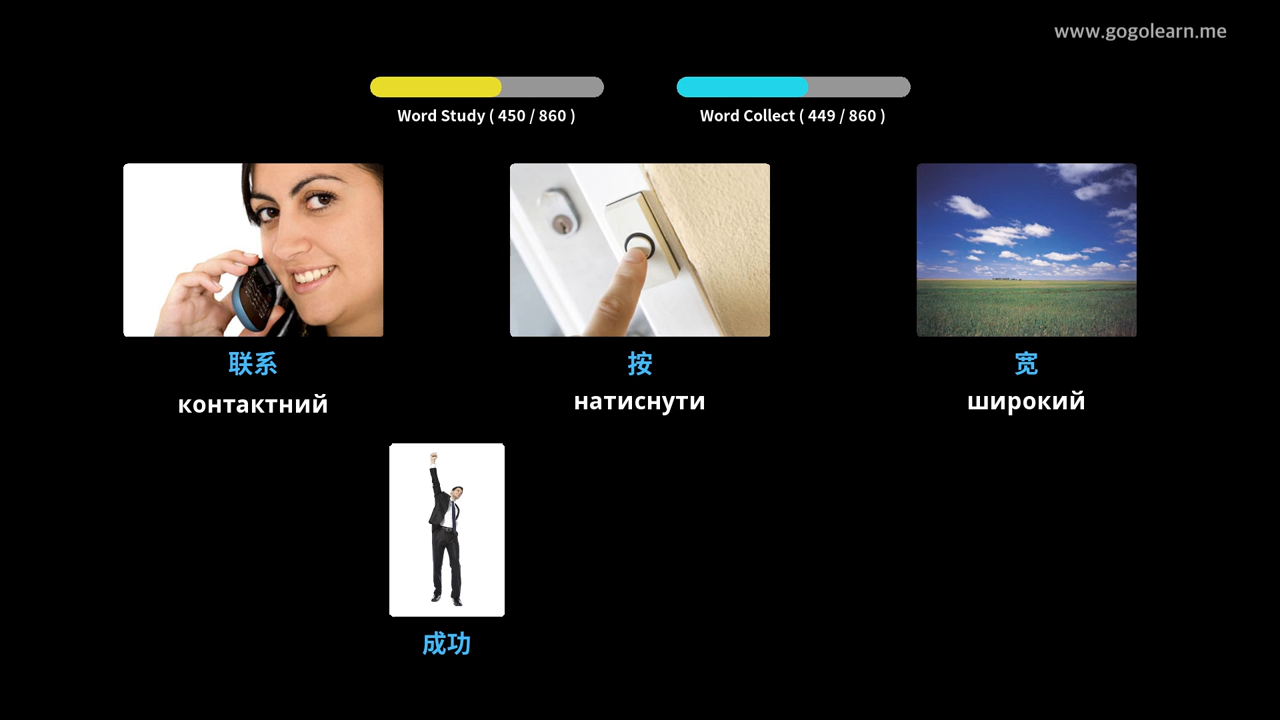 www.gogolearn.me
Word Study ( 450 / 860 )
Word Collect ( 449 / 860 )
联系
контактний
按
натиснути
宽
широкий
成功